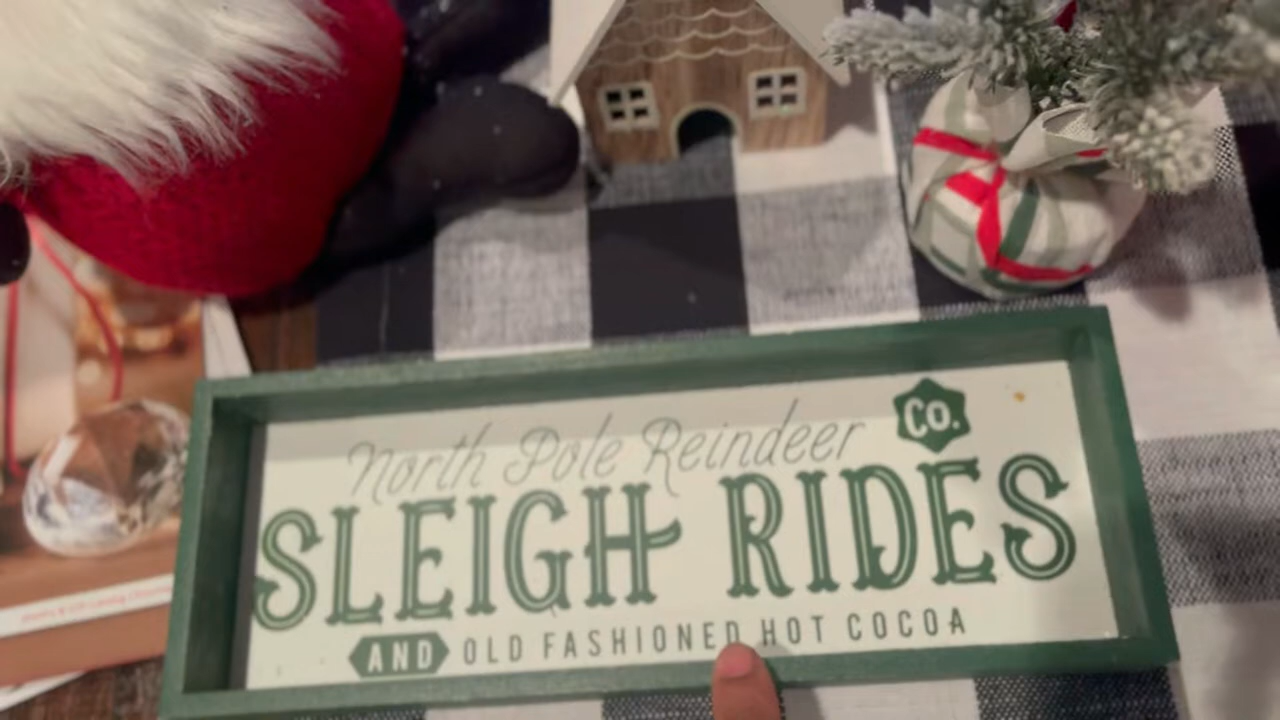 North Pole Reindeer Co.
SLEIGH RIDES
AND OLD FASHIONED HOT COCOA